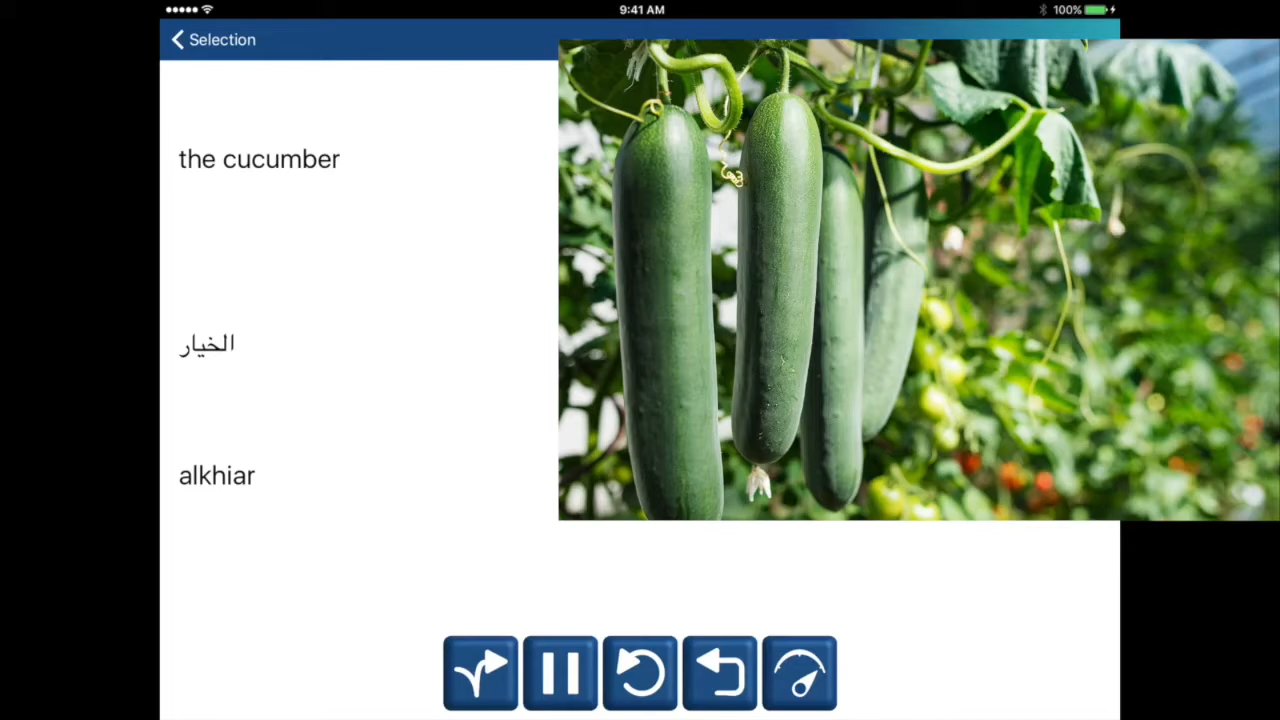 9:41 AM
100%
Selection
the cucumber
الخيار
alkhiar